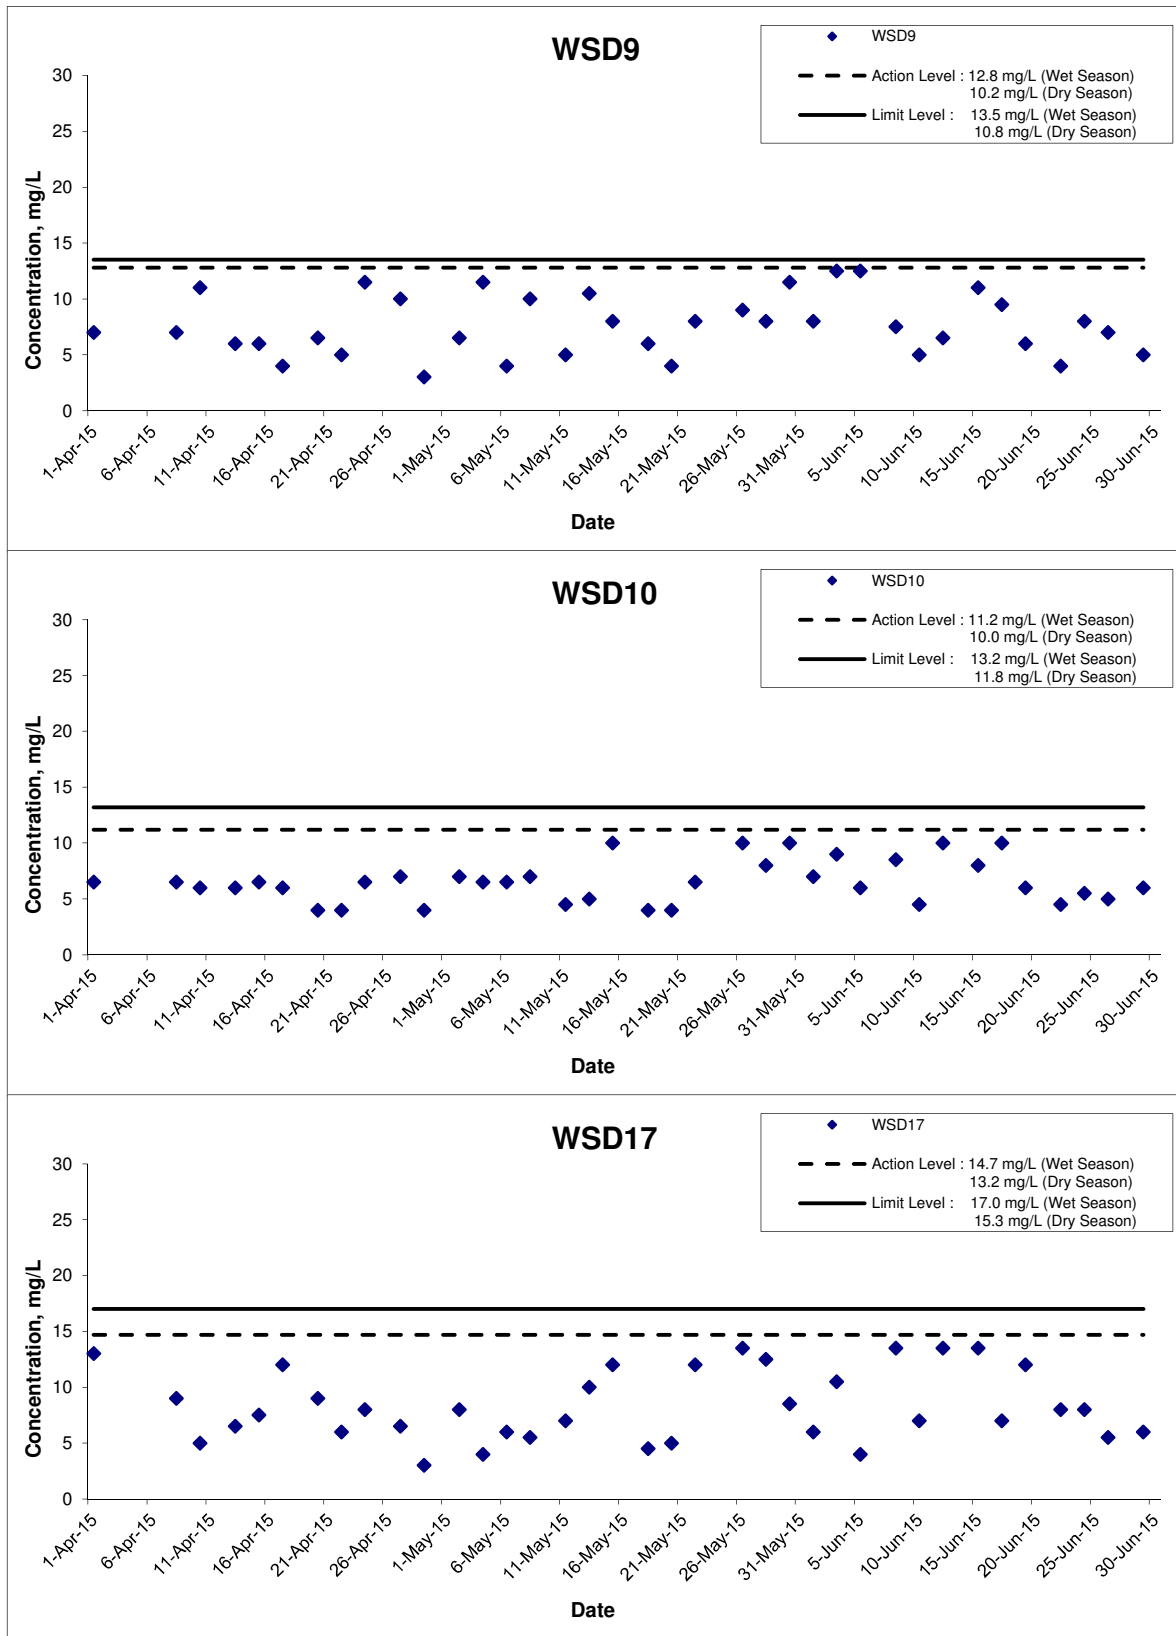 WSD9
WSD9
Action Level : 12.8 mg/L (Wet Season)
10.2 mg/L (Dry Season)
Limit Level : 13.5 mg/L (Wet Season)
10.8 mg/L (Dry Season)
Concentration, mg/L
30
25
20
15
10
5
0
1-Apr-15
6-Apr-15
11-Apr-15
16-Apr-15
21-Apr-15
26-Apr-15
1-May-15
6-May-15
11-May-15
16-May-15
21-May-15
26-May-15
31-May-15
5-Jun-15
10-Jun-15
15-Jun-15
20-Jun-15
25-Jun-15
30-Jun-15
Date
WSD10
WSD10
Action Level : 11.2 mg/L (Wet Season)
10.0 mg/L (Dry Season)
Limit Level : 13.2 mg/L (Wet Season)
11.8 mg/L (Dry Season)
Concentration, mg/L
30
25
20
15
10
5
0
1-Apr-15
6-Apr-15
11-Apr-15
16-Apr-15
21-Apr-15
26-Apr-15
1-May-15
6-May-15
11-May-15
16-May-15
21-May-15
26-May-15
31-May-15
5-Jun-15
10-Jun-15
15-Jun-15
20-Jun-15
25-Jun-15
30-Jun-15
Date
WSD17
WSD17
Action Level : 14.7 mg/L (Wet Season)
13.2 mg/L (Dry Season)
Limit Level : 17.0 mg/L (Wet Season)
15.3 mg/L (Dry Season)
Concentration, mg/L
30
25
20
15
10
5
0
1-Apr-15
6-Apr-15
11-Apr-15
16-Apr-15
21-Apr-15
26-Apr-15
1-May-15
6-May-15
11-May-15
16-May-15
21-May-15
26-May-15
31-May-15
5-Jun-15
10-Jun-15
15-Jun-15
20-Jun-15
25-Jun-15
30-Jun-15
Date